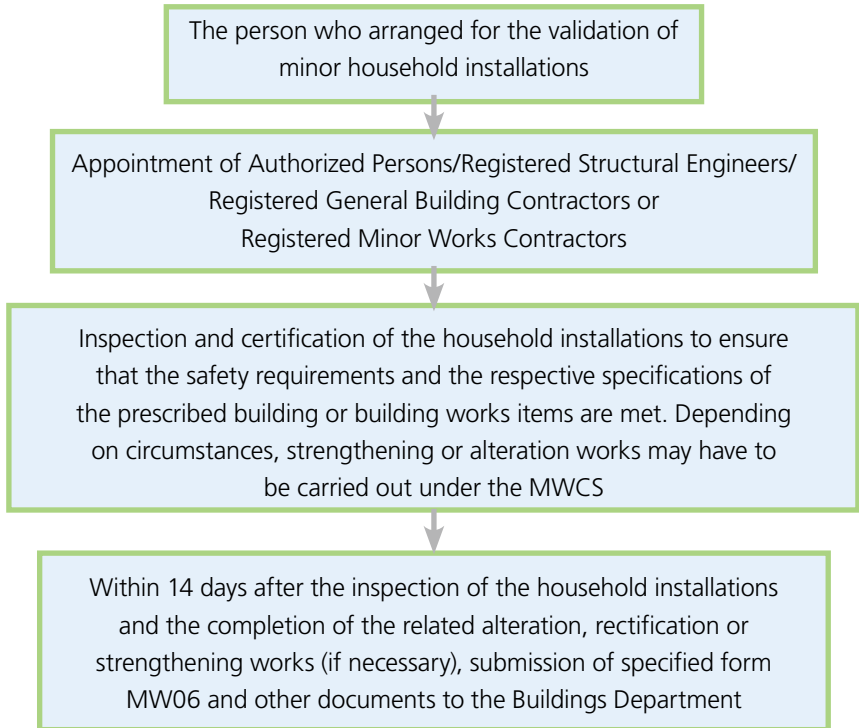 The person who arranged for the validation of
minor household installations
Appointment of Authorized Persons/Registered Structural Engineers/
Registered General Building Contractors or
Registered Minor Works Contractors
Inspection and certification of the household installations to ensure
that the safety requirements and the respective specifications of
the prescribed building or building works items are met. Depending
on circumstances, strengthening or alteration works may have to
be carried out under the MWCS
Within 14 days after the inspection of the household installations
and the completion of the related alteration, rectification or
strengthening works (if necessary), submission of specified form
MW06 and other documents to the Buildings Department